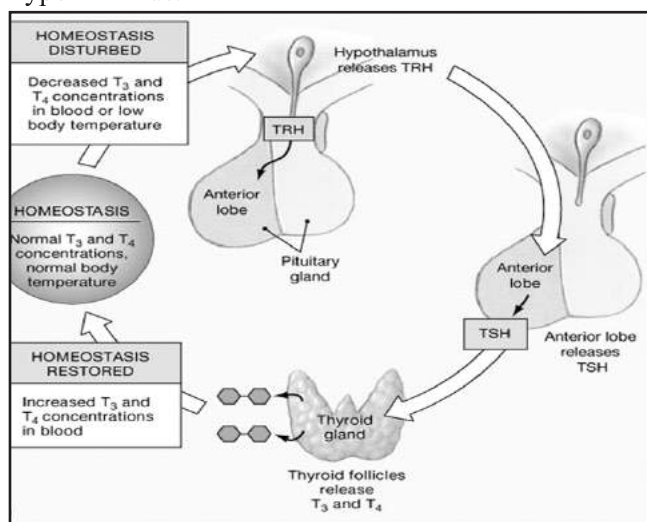 HOMEOSTASIS
DISTURBED
Decreased T3 and
T4 concentrations
in blood or low
body temperature
Hypothalamus
releases TRH
TRH
Anterior
lobe
Pituitary
gland
HOMEOSTASIS
Normal T3 and T4
concentrations,
normal body
temperature
Anterior
lobe
TSH
Anterior lobe
releases
TSH
HOMEOSTASIS
RESTORED
Increased T3 and
T4 concentrations
in blood
Thyroid
gland
Thyroid follicles
release
T3 and T4